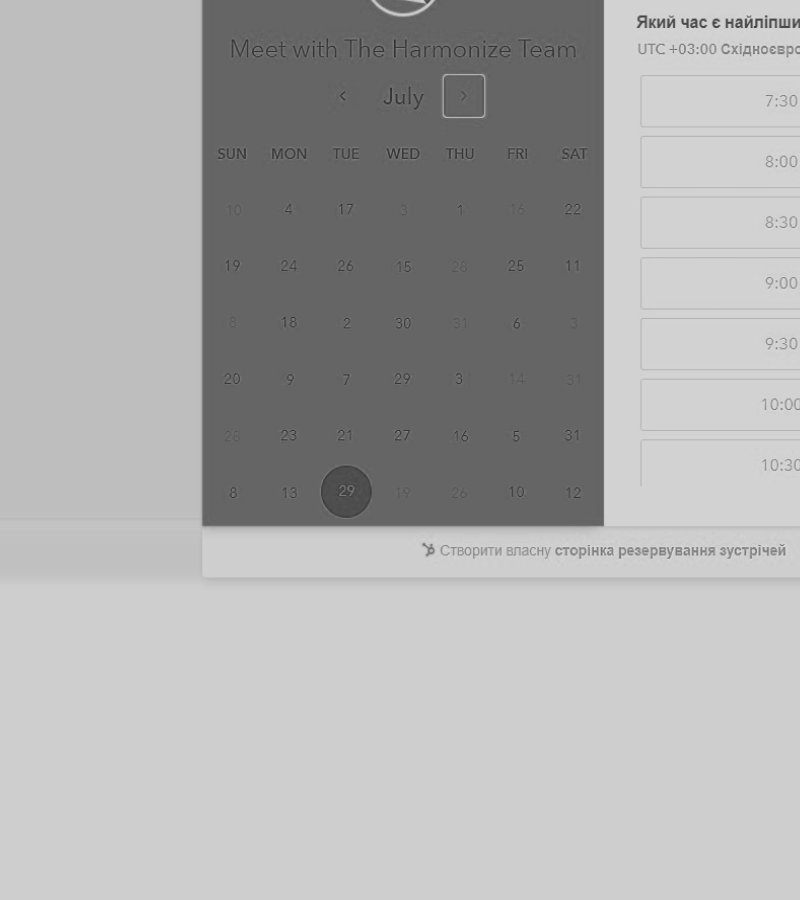 Meet with The Harmonize Team
July
SUN MON TUE WED THU FRI SAT
10 4 17 3 1 16 22
19 24 26 15 28 25 11
8 18 2 30 31 6 3
20 9 7 29 3 14 31
28 23 21 27 16 5 31
8 13 29 19 26 10 12
Який час є
UTC +03:00
7:30
8:00
8:30
9:00
9:30
10:00
10:30
Створити власну сторінка резервування зустрічей